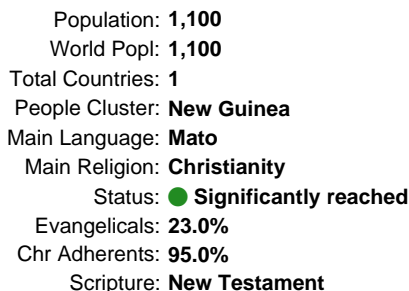 Population: 1,100
World Popl: 1,100
Total Countries: 1
People Cluster: New Guinea
Main Language: Mato
Main Religion: Christianity
Status: Significantly reached
Evangelicals: 23.0%
Chr Adherents: 95.0%
Scripture: New Testament